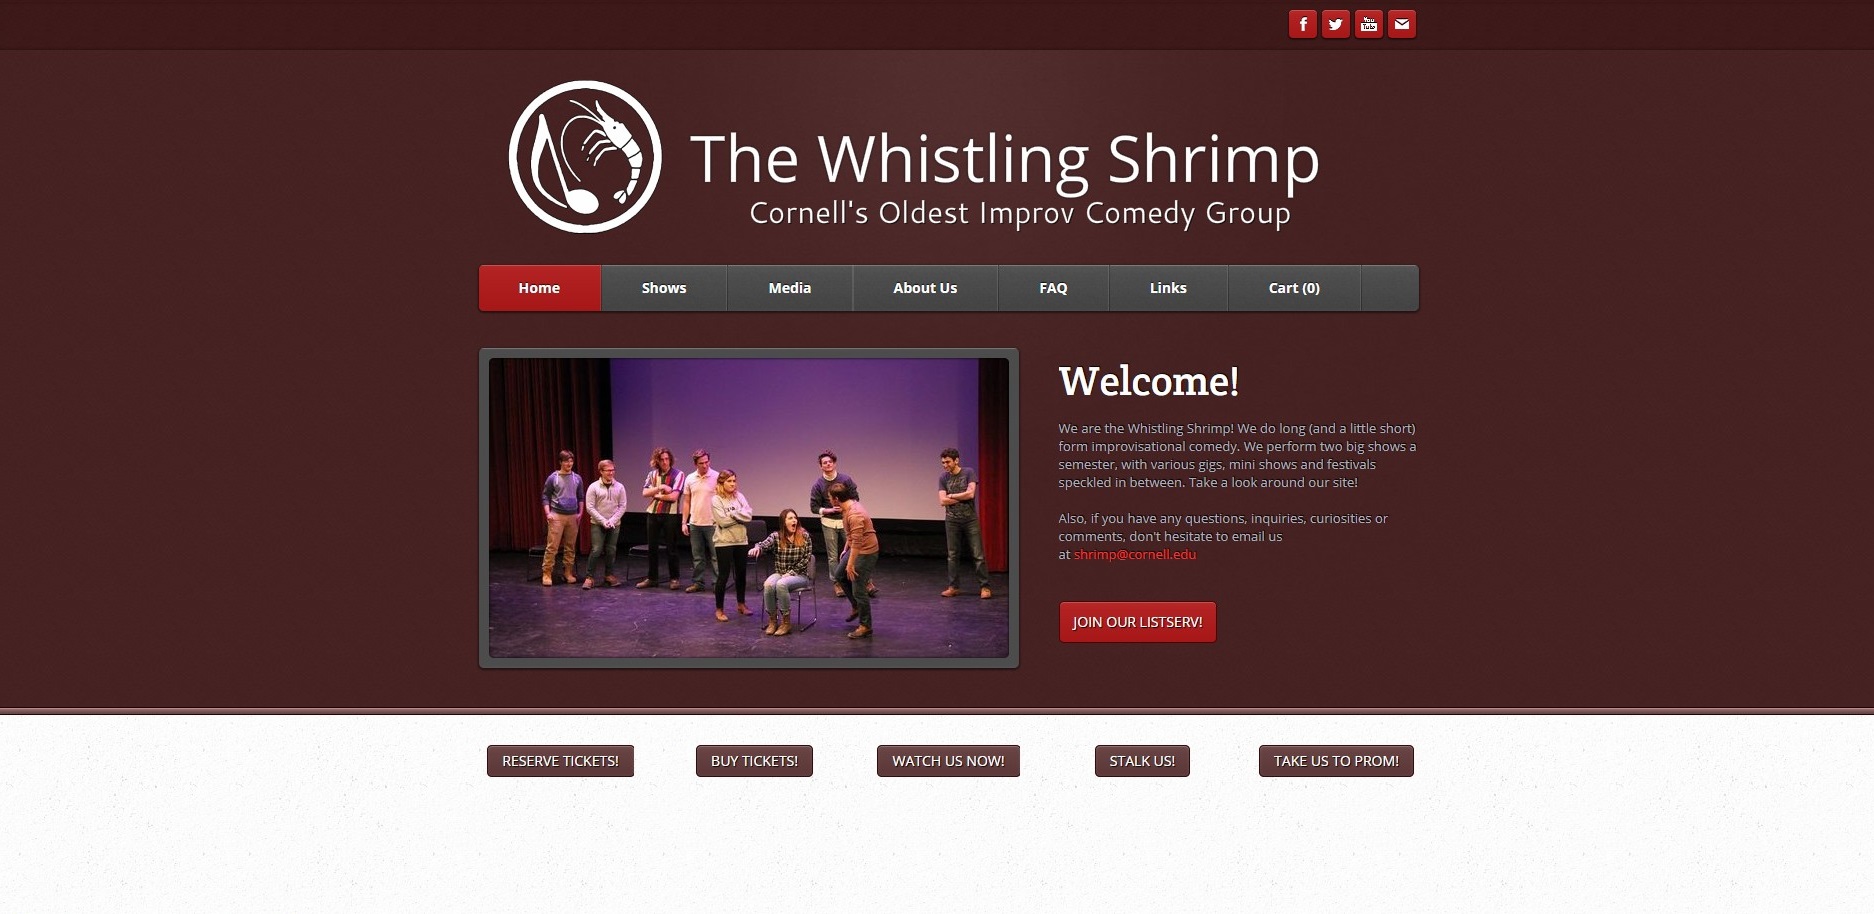 You Tube
The Whistling Shrimp
Cornell's Oldest Improv Comedy Group
Home
Shows
Media
About Us
FAQ
Links
Cart (0)
Welcome!
We are the Whistling Shrimp! We do long (and a little short)
form improvisational comedy. We perform two big shows a
semester, with various gigs, mini shows and festivals
speckled in between. Take a look around our site!
Also, if you have any questions, inquiries, curiosities or
comments, don't hesitate to email us
at shrimp@cornell.edu
JOIN OUR LISTSERV!
RESERVE TICKETS!
BUY TICKETS!
WATCH US NOW!
STALK US!
TAKE US TO PROM!